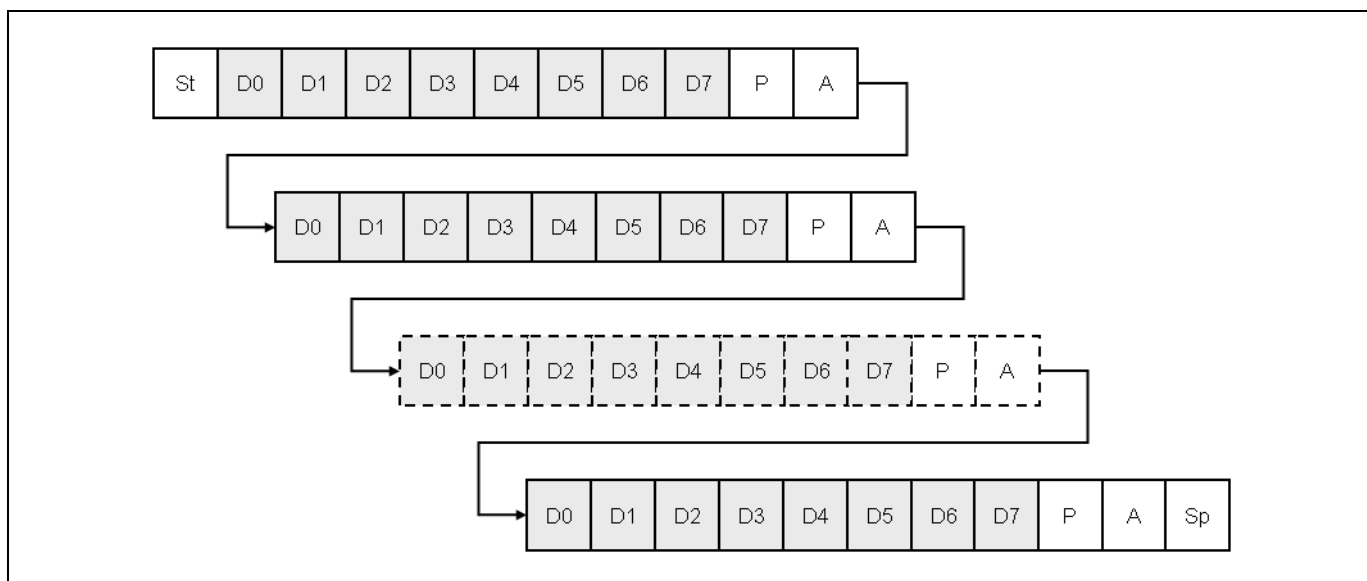 St D0 D1 D2 D3 D4 D5 D6 D7 P A
D0 D1 D2 D3 D4 D5 D6 D7 P A
D0 D1 D2 D3 D4 D5 D6 D7 P A
D0 D1 D2 D3 D4 D5 D6 D7 P A Sp